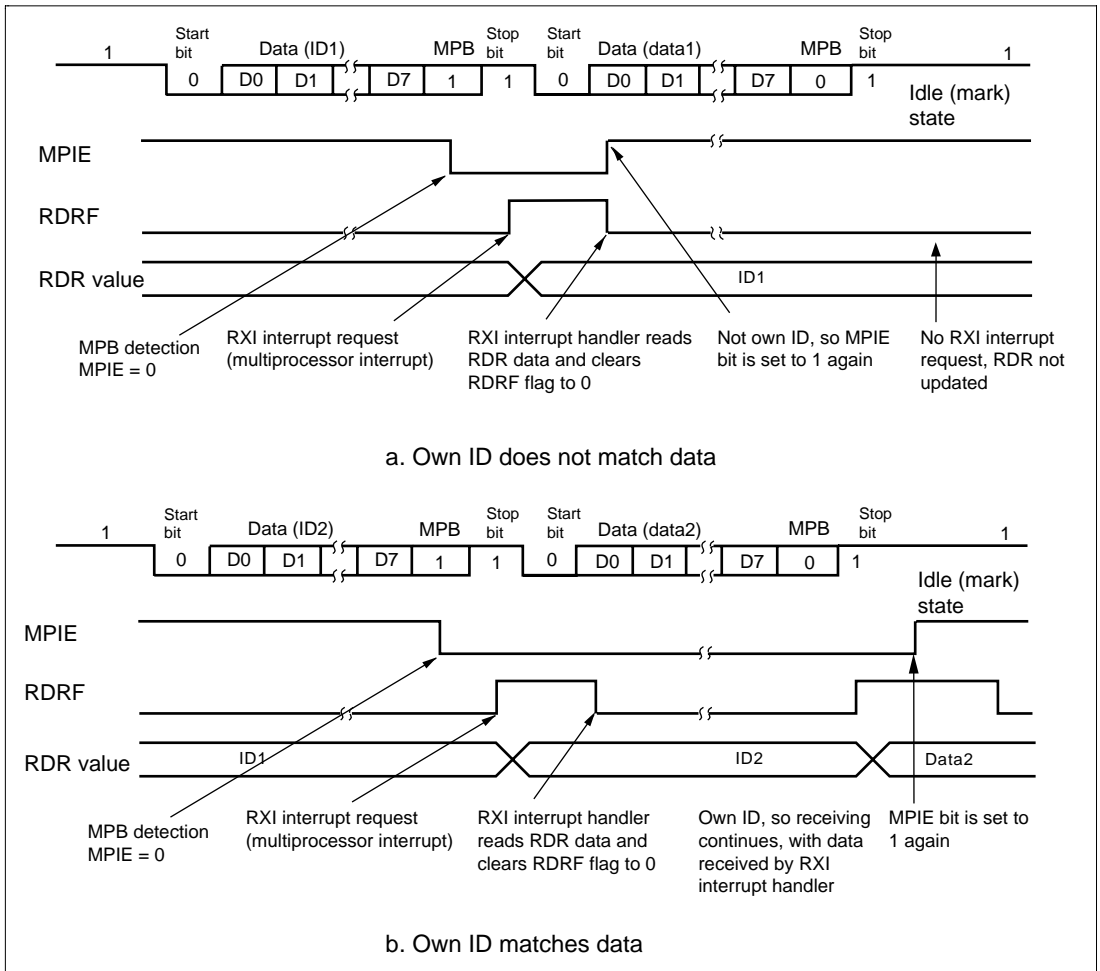 1
Start
bit
Data (ID1)
MPB
Stop
bit
Start
bit
Data (data1)
MPB
Stop
bit
1
0 D0 D1 D7 1 1 0 D0 D1 D7 0 1
Idle (mark)
state
MPIE
RDRF
RDR value
ID1
MPB detection
MPIE = 0
RXI interrupt request
(multiprocessor interrupt)
RXI interrupt handler reads
RDR data and clears
RDRF flag to 0
Not own ID, so MPIE
bit is set to 1 again
No RXI interrupt
request, RDR not
updated
a. Own ID does not match data
1
Start
bit
Data (ID2)
MPB
Stop
bit
Start
bit
Data (data2)
MPB
Stop
bit
1
0 D0 D1 D7 1 1 0 D0 D1 D7 0 1
Idle (mark)
state
MPIE
RDRF
RDR value
ID1
ID2
Data2
MPB detection
MPIE = 0
RXI interrupt request
(multiprocessor interrupt)
RXI interrupt handler
reads RDR data and
clears RDRF flag to 0
Own ID, so receiving
continues, with data
received by RXI
interrupt handler
MPIE bit is set to
1 again
b. Own ID matches data